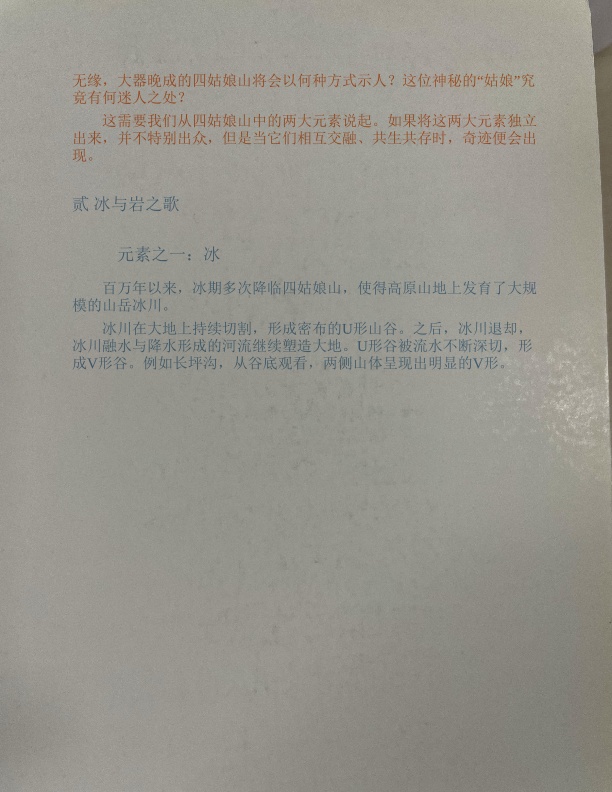 无缘，大器晚成的四姑娘山将会以何种方式示人？这位神秘的“姑娘”究
竟有何迷人之处？
这需要我们从四姑娘山中的两大元素说起。如果将这两大元素独立
出来，并不特别出众，但是当它们相互交融、共生共存时，奇迹便会出
现。
贰 冰与岩之歌
元素之一：冰
百万年以来，冰期多次降临四姑娘山，使得高原山地上发育了大规
模的山岳冰川。
冰川在大地上持续切割，形成密布的U形山谷。之后，冰川退却，
冰川融水与降水形成的河流继续塑造大地。U形谷被流水不断深切，形
成V形谷。例如长坪沟，从谷底观看，两侧山体呈现出明显的V形。